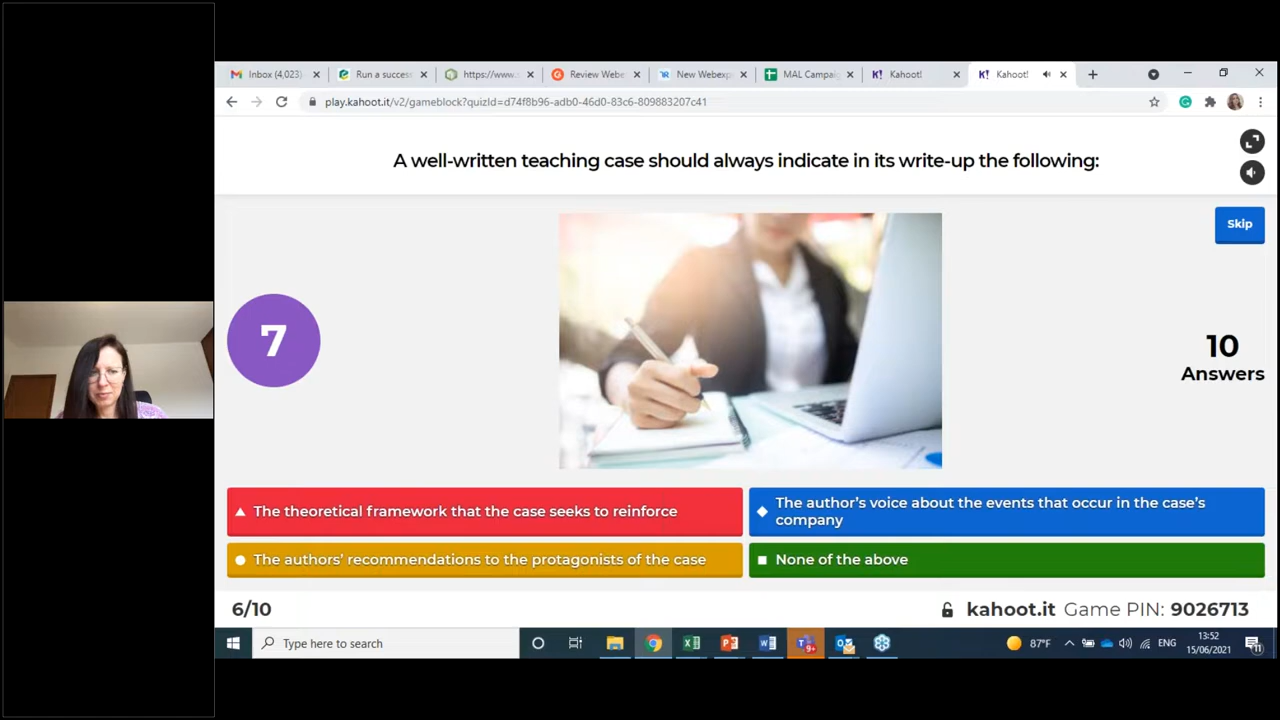 Inbox (4,023)
Run a succes
https://www.
Review Webe
New Webexp
MAL Campai
Kahoot!
Kahoot!
play.kahoot.it/v2/gameblock?quizId=d74f8b96-adb0-46d0-83c6-809883207c41
A well-written teaching case should always indicate in its write-up the following:
Skip
7
10
Answers
The theoretical framework that the case seeks to reinforce
The author's voice about the events that occur in the case's
company
The authors' recommendations to the protagonists of the case
None of the above
6/10
kahoot.it Game PIN: 9026713
Type here to search
87°F
ENG
13:52
15/06/2021